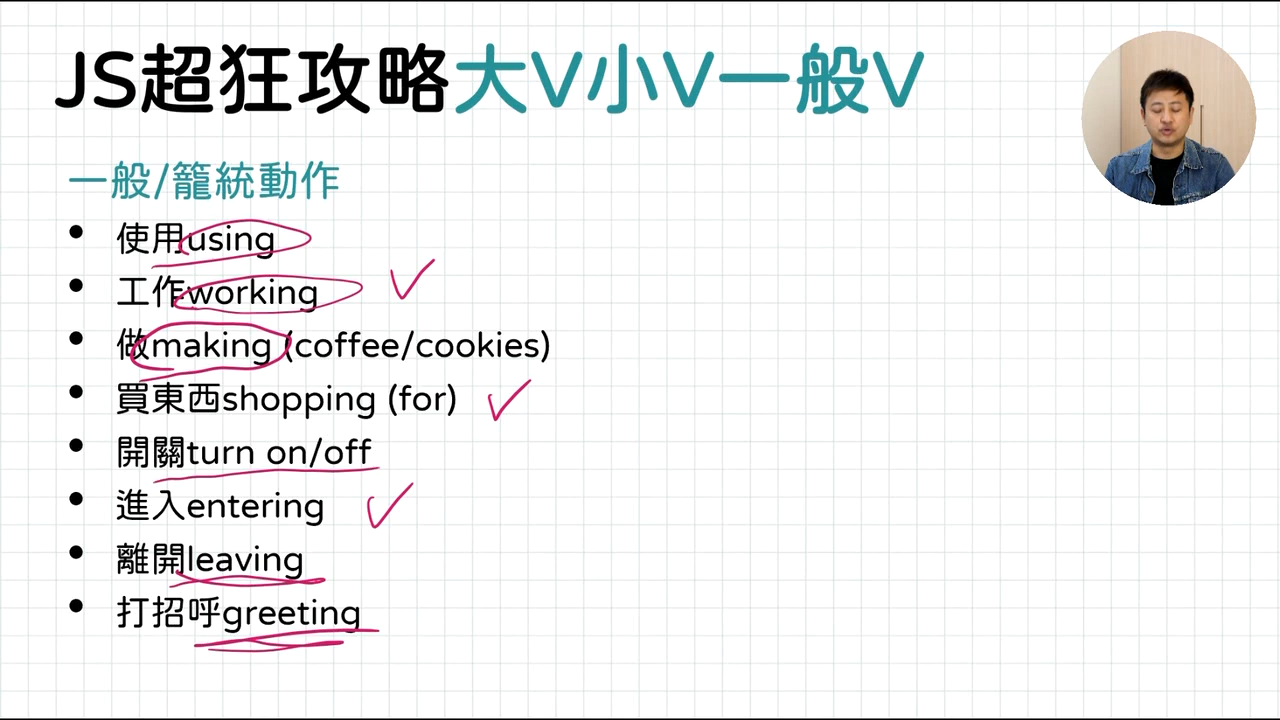 JS超狂攻略大V小V一般V
一般/籠統動作
• 使用using
• 工作working
• 做making (coffee/cookies)
• 買東西shopping (for)
• 開關turn on/off
• 進入entering
• 離開leaving
• 打招呼greeting